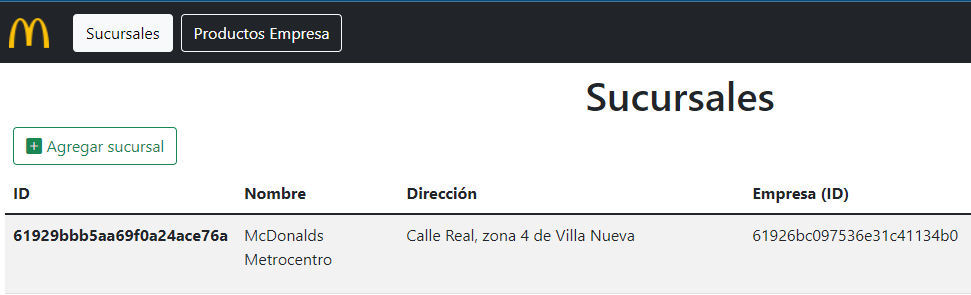 Sucursales Productos Empresa
Sucursales
Agregar sucursal
ID Nombre Dirección Empresa (ID)
61929bbb5aa69f0a24ace76a McDonalds Calle Real, zona 4 de Villa Nueva 61926bc097536e31c41134b0
Metrocentro